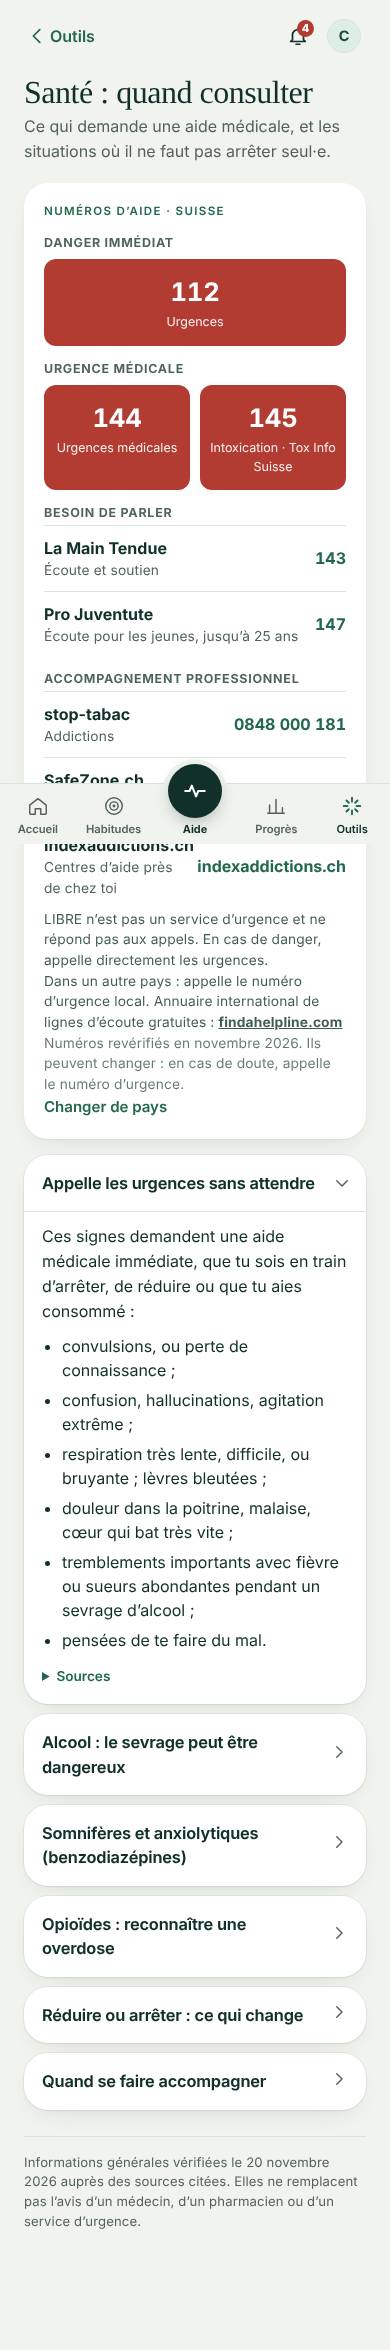 Outils
4
C
Santé : quand consulter
Ce qui demande une aide médicale, et les
situations où il ne faut pas arrêter seul·e.
NUMÉROS D’AIDE · SUISSE
DANGER IMMÉDIAT
112
Urgences
URGENCE MÉDICALE
144
Urgences médicales
145
Intoxication · Tox Info
Suisse
BESOIN DE PARLER
La Main Tendue
Écoute et soutien
143
Pro Juventute
Écoute pour les jeunes, jusqu’à 25 ans
147
ACCOMPAGNEMENT PROFESSIONNEL
stop-tabac
Addictions
0848 000 181
SafeZone.ch
Accueil
Habitudes
Aide
Progrès
Outils
indexaddictions.ch
Centres d’aide près
de chez toi
indexaddictions.ch
LIBRE n’est pas un service d’urgence et ne
répond pas aux appels. En cas de danger,
appelle directement les urgences.
Dans un autre pays : appelle le numéro
d’urgence local. Annuaire international de
lignes d’écoute gratuites : findahelpline.com
Numéros revérifiés en novembre 2026. Ils
peuvent changer : en cas de doute, appelle
le numéro d’urgence.
Changer de pays
Appelle les urgences sans attendre
Ces signes demandent une aide
médicale immédiate, que tu sois en train
d’arrêter, de réduire ou que tu aies
consommé :
• convulsions, ou perte de
connaissance ;
• confusion, hallucinations, agitation
extrême ;
• respiration très lente, difficile, ou
bruyante ; lèvres bleutées ;
• douleur dans la poitrine, malaise,
cœur qui bat très vite ;
• tremblements importants avec fièvre
ou sueurs abondantes pendant un
sevrage d’alcool ;
• pensées de te faire du mal.
Sources
Alcool : le sevrage peut être
dangereux
Somnifères et anxiolytiques
(benzodiazépines)
Opioïdes : reconnaître une
overdose
Réduire ou arrêter : ce qui change
Quand se faire accompagner
Informations générales vérifiées le 20 novembre
2026 auprès des sources citées. Elles ne remplacent
pas l’avis d’un médecin, d’un pharmacien ou d’un
service d’urgence.